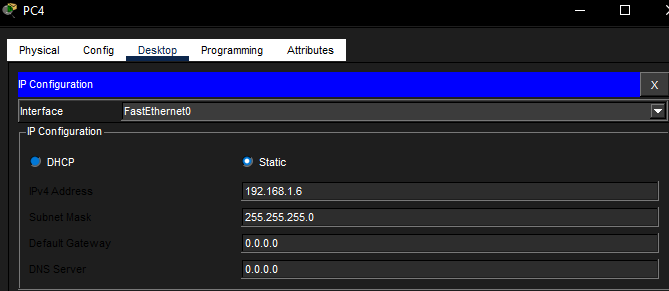 PC4
Physical Config Desktop Programming Attributes
IP Configuration X
Interface FastEthernet0
IP Configuration
DHCP Static
IPv4 Address 192.168.1.6
Subnet Mask 255.255.255.0
Default Gateway 0.0.0.0
DNS Server 0.0.0.0